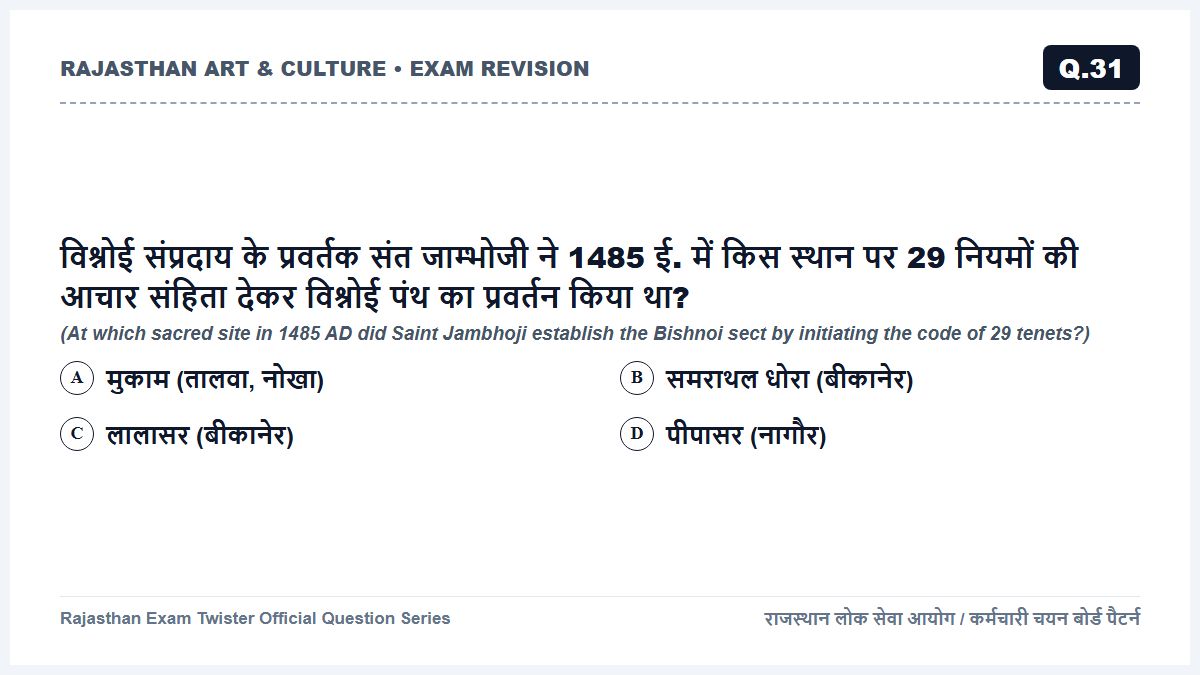 RAJASTHAN ART & CULTURE • EXAM REVISION
Q.31
विश्नोई संप्रदाय के प्रवर्तक संत जाम्भोजी ने 1485 ई. में किस स्थान पर 29 नियमों की
आचार संहिता देकर विश्नोई पंथ का प्रवर्तन किया था?
(At which sacred site in 1485 AD did Saint Jambhoji establish the Bishnoi sect by initiating the code of 29 tenets?)
A मुकाम (तालवा, नोखा)
B समराथल धोरा (बीकानेर)
C लालासर (बीकानेर)
D पीपासर (नागौर)
Rajasthan Exam Twister Official Question Series
राजस्थान लोक सेवा आयोग / कर्मचारी चयन बोर्ड पैटर्न